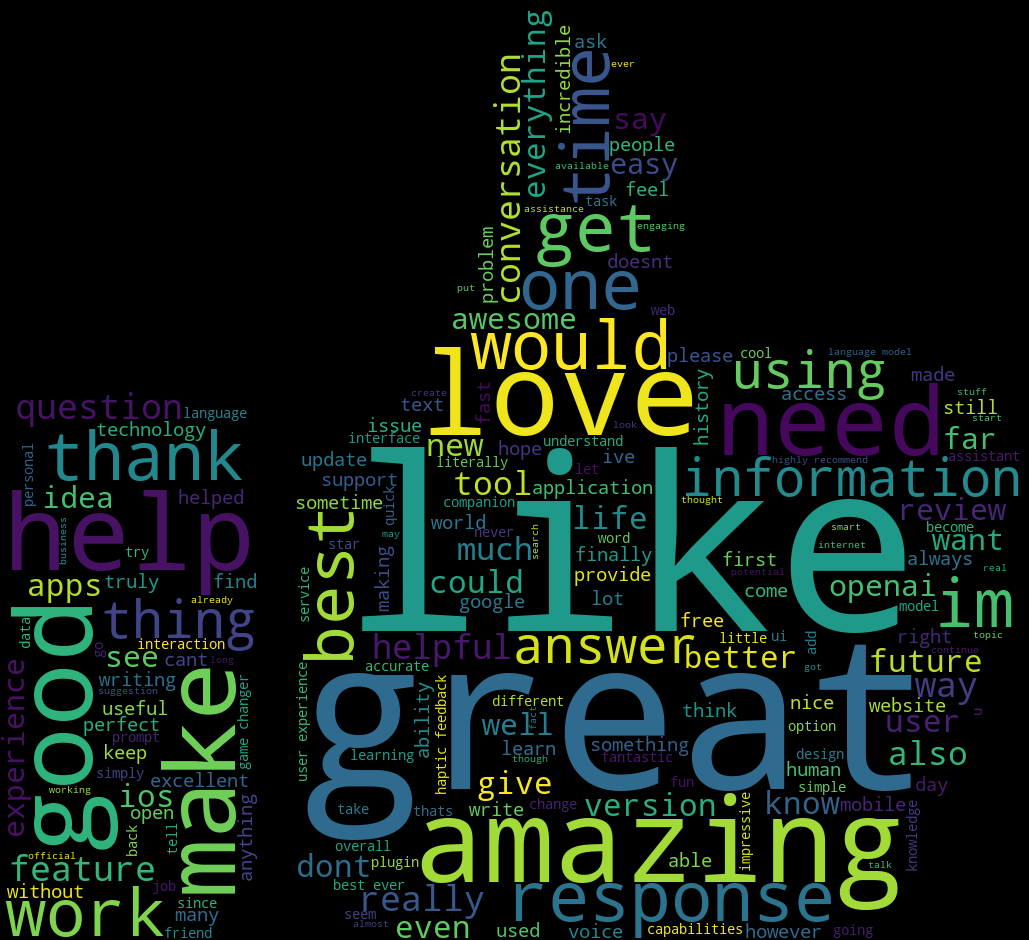 everything
incredible
ask
ever
time
conversation
say
people
available
easy
task
feel
assistance
get
engaging
problem
doesnt
put
one
web
awesome
would
please
cool
language model
love
using
made
create
text
fast
history
access
stuff
start
look
need
still
question
language
technology
issue
interface
new
hope
understand
far
thank
update
literally
ive
let
highly recommend
assistant
personal
support
tool
application
information
idea
helped
sometime
companion
thought
quick
like
life
review
help
business
world
never
word
search
smart
become
want
may
star
much
finally
internet
try
best
making
first
always
real
apps
truly
find
could
provide
potential
come
openai
im
service
google
lot
model
already
thing
free
topic
good
data
interaction
helpful
answer
better
little
ui
add
right
continue
go
see
cant
long
accurate
got
future
experience
writing
suggestion
user experience
great
way
useful
make
game changer
ability
haptic feedback
different
well
fact
think
nice
website
user
u
perfect
prompt
keep
learning
learn
something
though
fantastic
option
also
simply
excellent
design
human
ios
working
give
fun
simple
day
open
anything
take
thats
write
change
version
know
mobile
back
tell
amazing
impressive
knowledge
official
overall
feature
dont
plugin
able
talk
without
job
best ever
really
response
work
since
many
seem
almost
friend
even
used
voice
capabilities
however
going